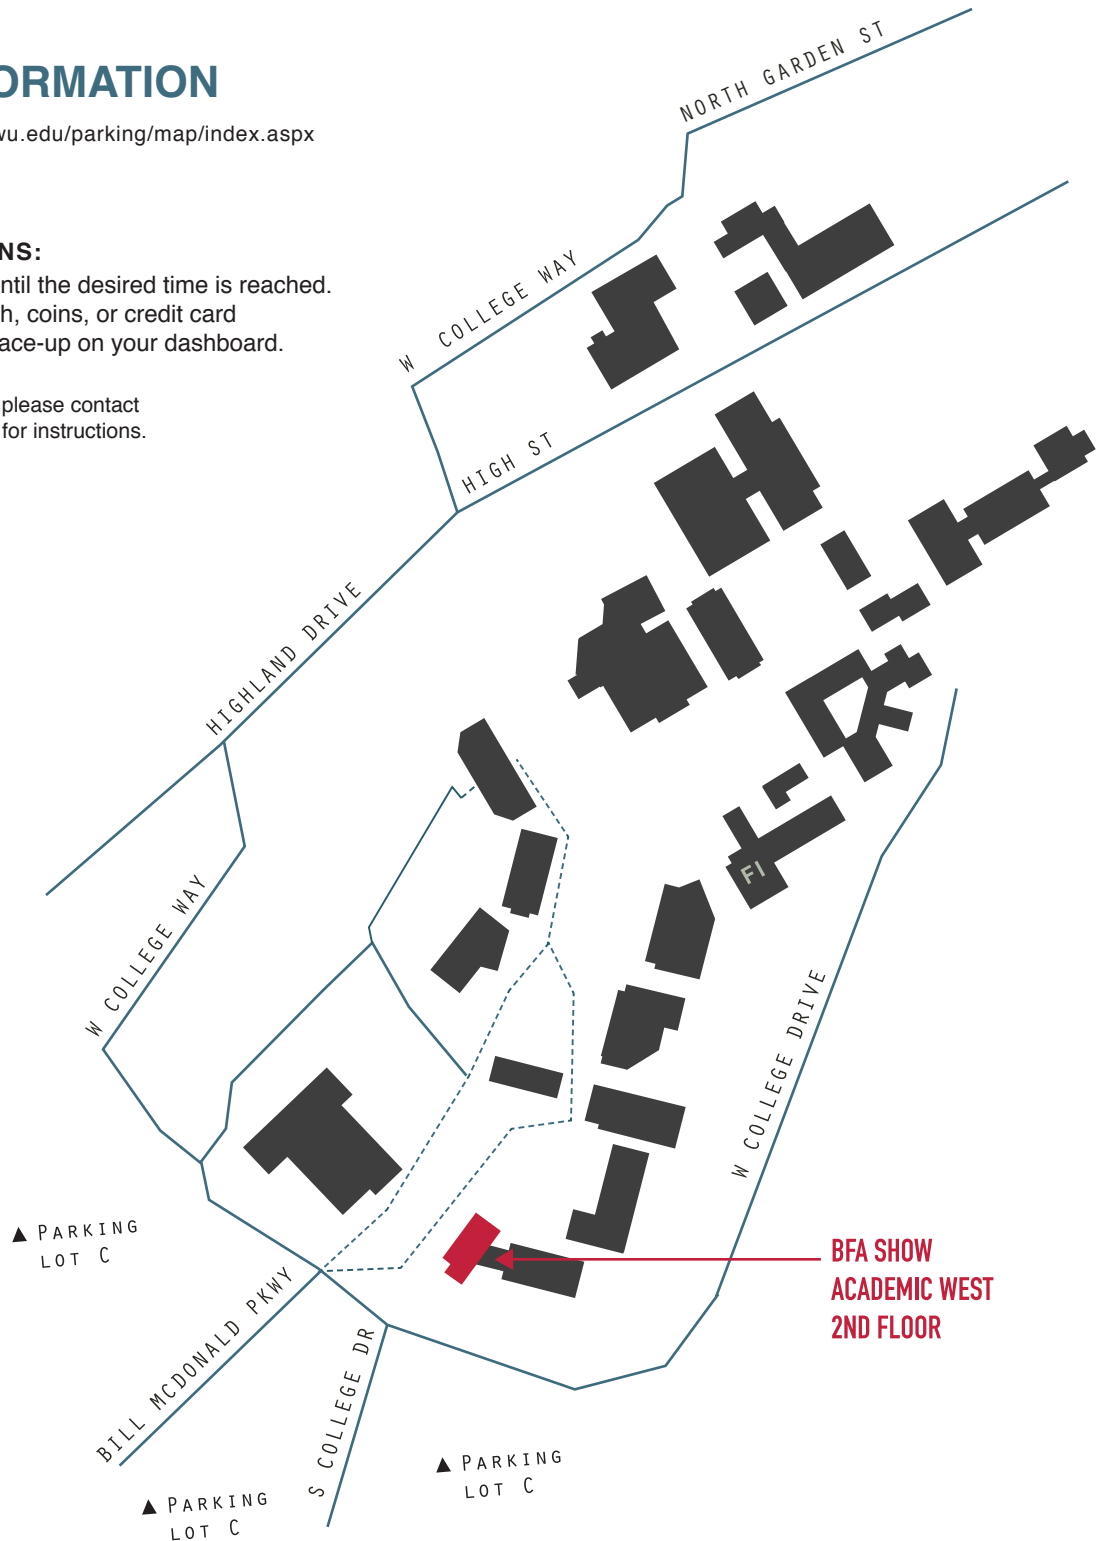 ORMATION
wu.edu/parking/map/index.aspx
NS:
ntil the desired time is reached.
h, coins, or credit card
ace-up on your dashboard.
please contact
for instructions.
NORTH GARDEN ST
W COLLEGE WAY
HIGH ST
HIGHLAND DRIVE
W COLLEGE WAY
FI
W COLLEGE DRIVE
▲ PARKING
LOT C
BFA SHOW
ACADEMIC WEST
2ND FLOOR
BILL MCDONALD PKWY
S COLLEGE DR
▲ PARKING
LOT C
▲ PARKING
LOT C